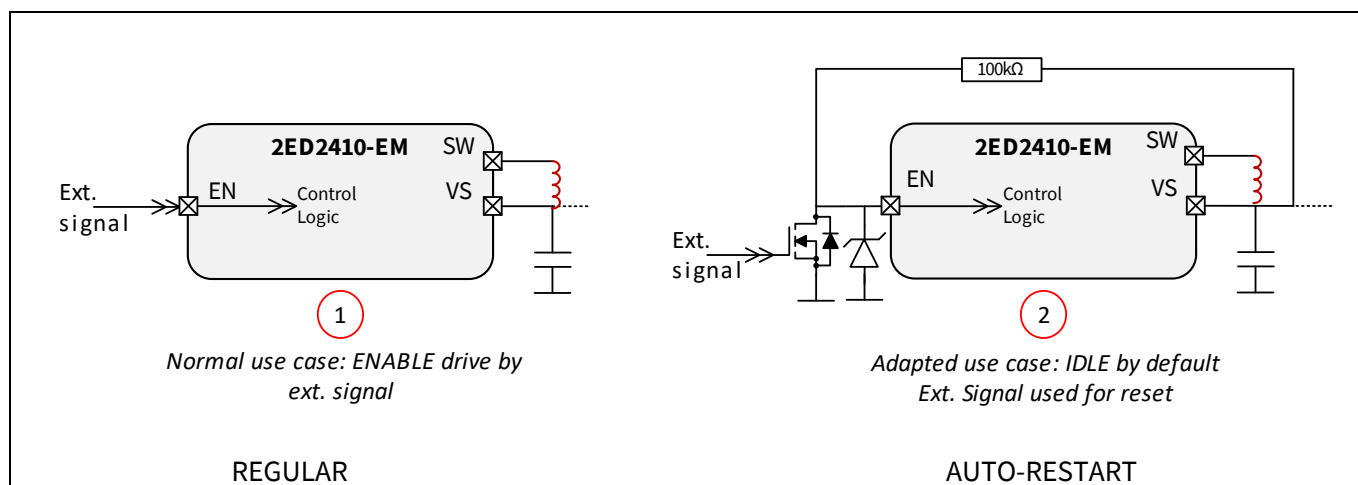 2ED2410-EM
SW
EN
VS
Control
Logic
Ext.
signal
1
Normal use case: ENABLE drive by
ext. signal
REGULAR
100kΩ
2ED2410-EM
SW
EN
VS
Control
Logic
Ext.
signal
2
Adapted use case: IDLE by default
Ext. Signal used for reset
AUTO-RESTART